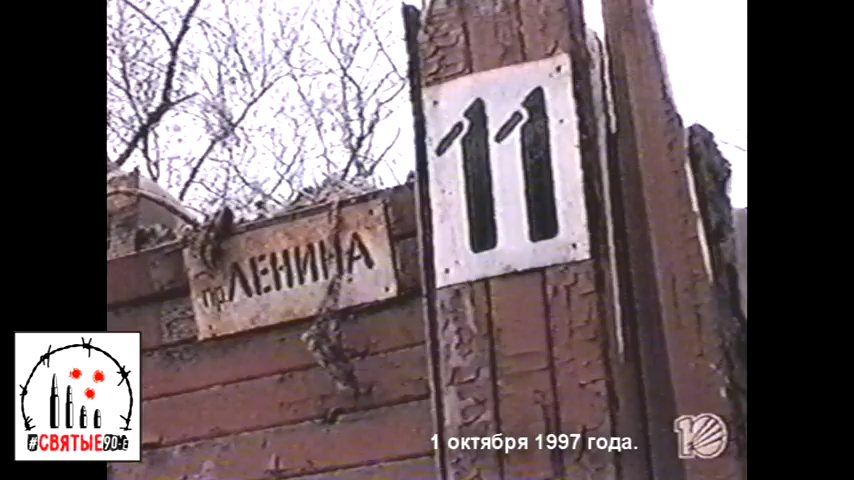 11
пр. ЛЕНИНА
#СВЯТЫЕ90-Е
1 октября 1997 года.
10